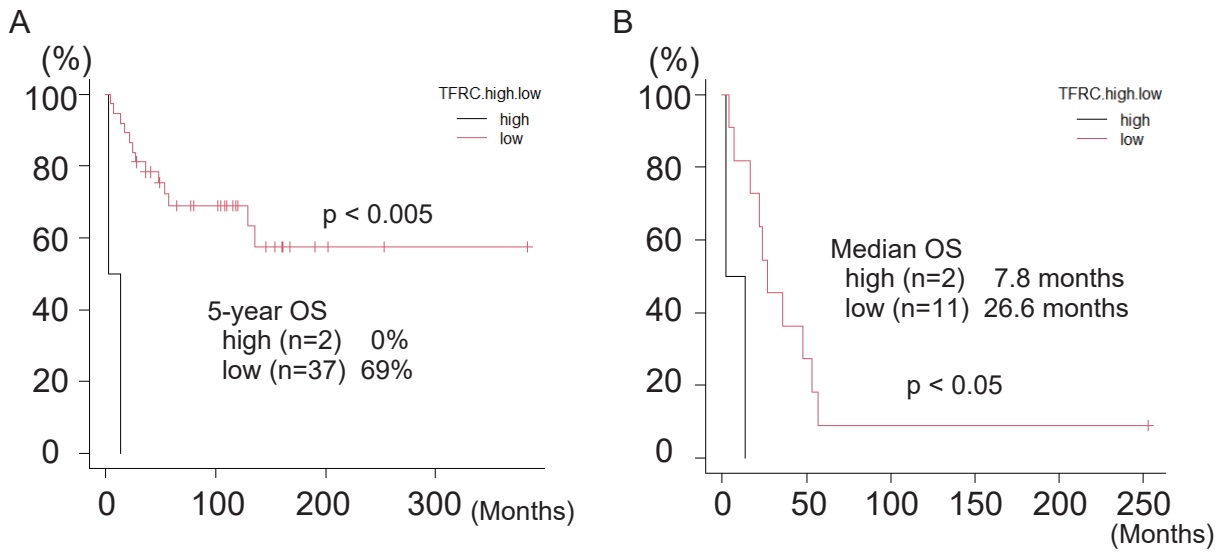 A
(%)
100
80
60
40
20
0
TFRC.high.low
high
low
p < 0.005
5-year OS
high (n=2) 0%
low (n=37) 69%
0 100 200 300 (Months)
B
(%)
100
80
60
40
20
0
TFRC.high.low
high
low
Median OS
high (n=2) 7.8 months
low (n=11) 26.6 months
p < 0.05
0 50 100 150 200 250
(Months)